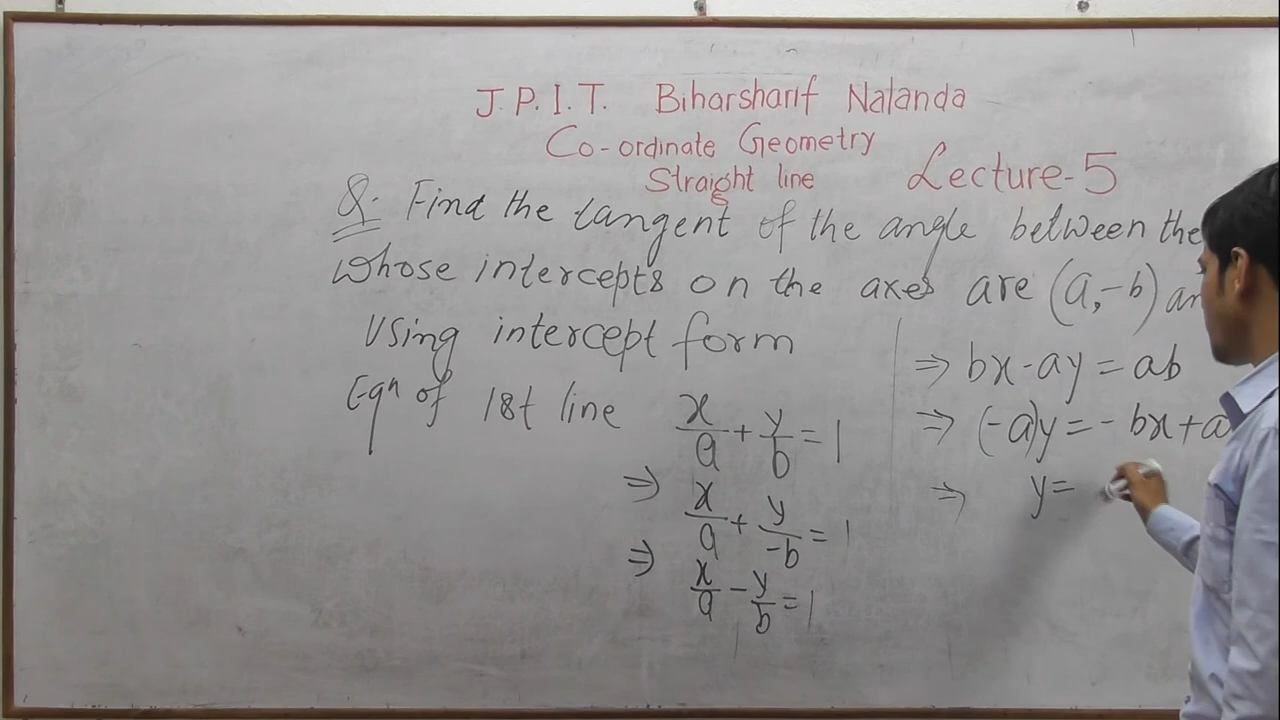 J.P.I.T. Biharsharif Nalanda
Co-ordinate Geometry
Straight line Lecture-5
Q. Find the tangent of the angle between the
whose intercepts on the axes are (a,-b) an
Using intercept form
Eqn of 1st line x/a + y/b = 1
⇒ x/a + y/-b = 1
⇒ x/a - y/b = 1
⇒ bx-ay = ab
⇒ (-a)y = - bx+a
⇒ y=